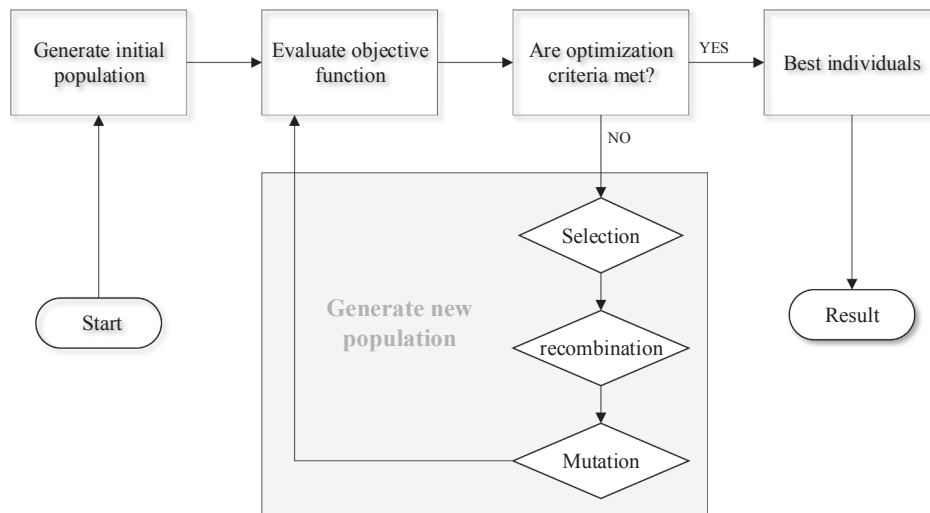 Generate initial
population
Evaluate objective
function
Are optimization
criteria met?
YES
Best individuals
NO
Selection
Generate new
population
recombination
Mutation
Start
Result